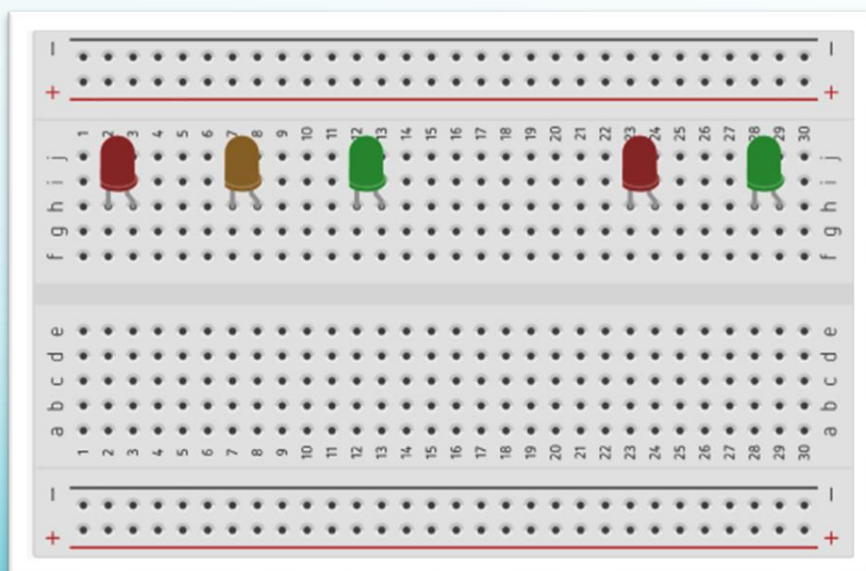 − −
+ +
1 2 3 4 5 6 7 8 9 10 11 12 13 14 15 16 17 18 19 20 21 22 23 24 25 26 27 28 29 30
j j
i i
h h
g g
f f
e e
d d
c c
b b
a a
1 2 3 4 5 6 7 8 9 10 11 12 13 14 15 16 17 18 19 20 21 22 23 24 25 26 27 28 29 30
− −
+ +